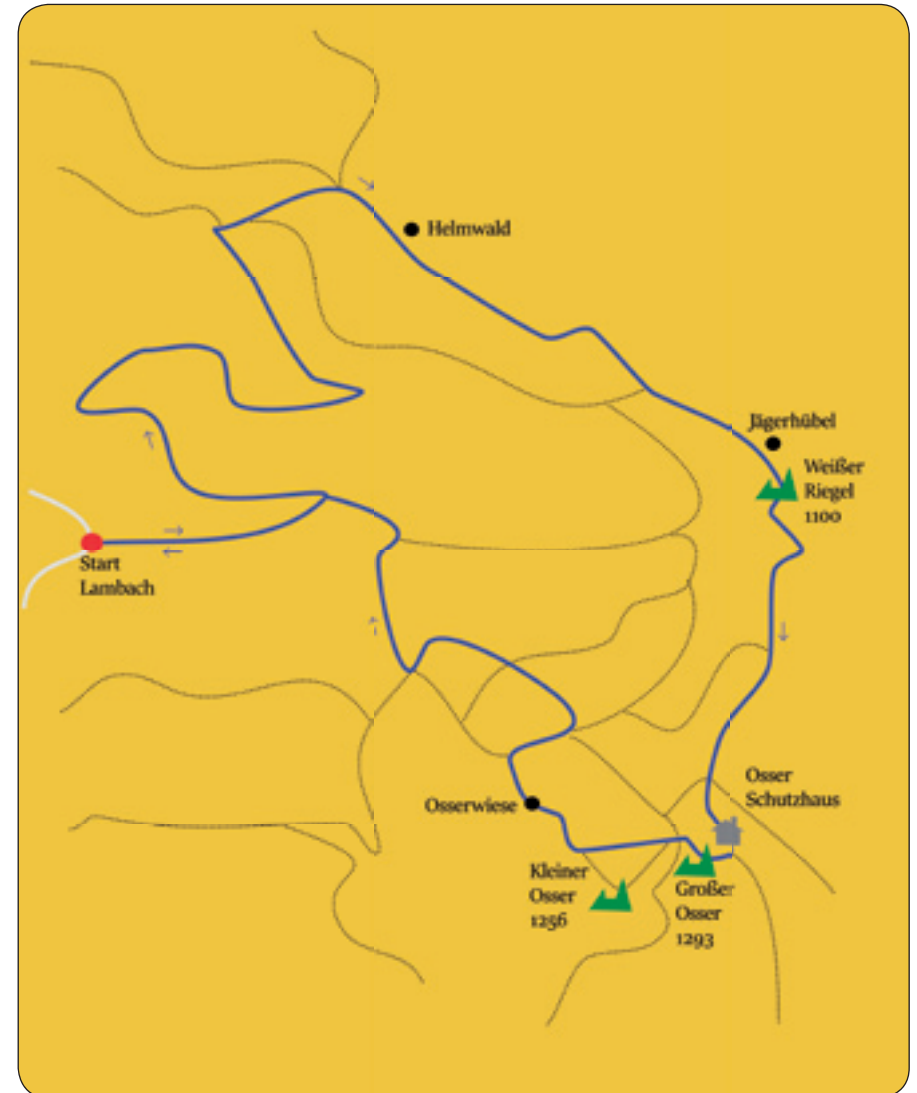 Helmwald
Jägerhübel
Weißer
Riegel
1100
Start
Lambach
Osser
Schutzhaus
Osserwiese
Kleiner
Osser
1256
Großer
Osser
1293